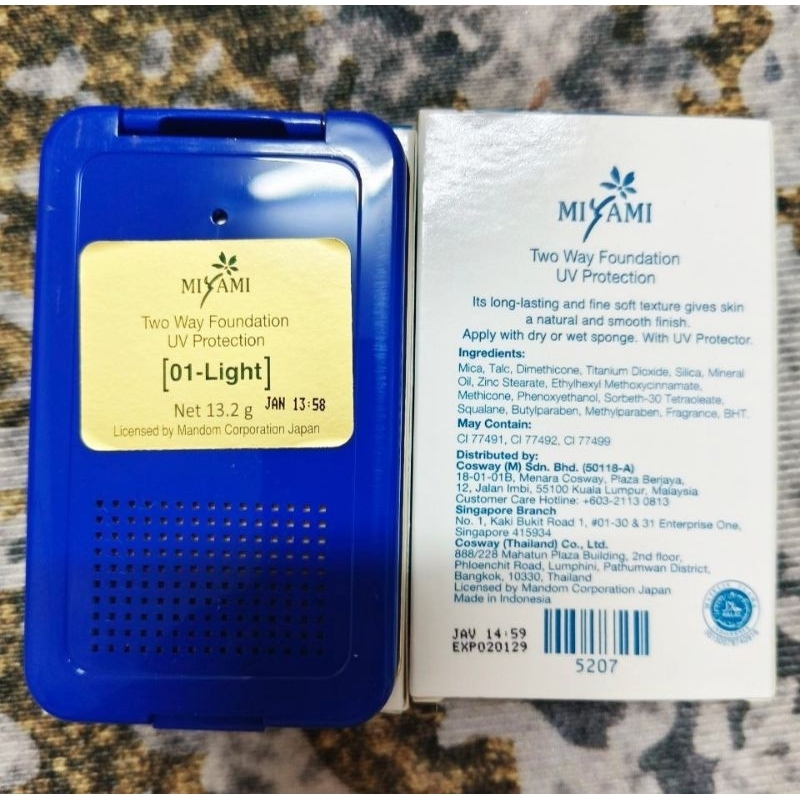 MIYAMI
Two Way Foundation
UV Protection
[01-Light]
Net 13.2 g
JAN 13:58
Licensed by Mandom Corporation Japan
MIYAMI
Two Way Foundation
UV Protection
Its long-lasting and fine soft texture gives skin
a natural and smooth finish.
Apply with dry or wet sponge. With UV Protector.
Ingredients:
Mica, Talc, Dimethicone, Titanium Dioxide, Silica, Mineral
Oil, Zinc Stearate, Ethylhexyl Methoxycinnamate,
Methicone, Phenoxyethanol, Sorbeth-30 Tetraoleate,
Squalane, Butylparaben, Methylparaben, Fragrance, BHT.
May Contain:
CI 77491, CI 77492, CI 77499
Distributed by:
Cosway (M) Sdn. Bhd. (50118-A)
18-01-01B, Menara Cosway, Plaza Berjaya,
12, Jalan Imbi, 55100 Kuala Lumpur, Malaysia
Customer Care Hotline: +603-2113 0813
Singapore Branch
No. 1, Kaki Bukit Road 1, #01-30 & 31 Enterprise One,
Singapore 415934
Cosway (Thailand) Co., Ltd.
888/228 Mahatun Plaza Building, 2nd floor,
Phloenchit Road, Lumphini, Pathumwan District,
Bangkok, 10330, Thailand
Licensed by Mandom Corporation Japan
Made in Indonesia
JAV 14:59
EXP020129
5207